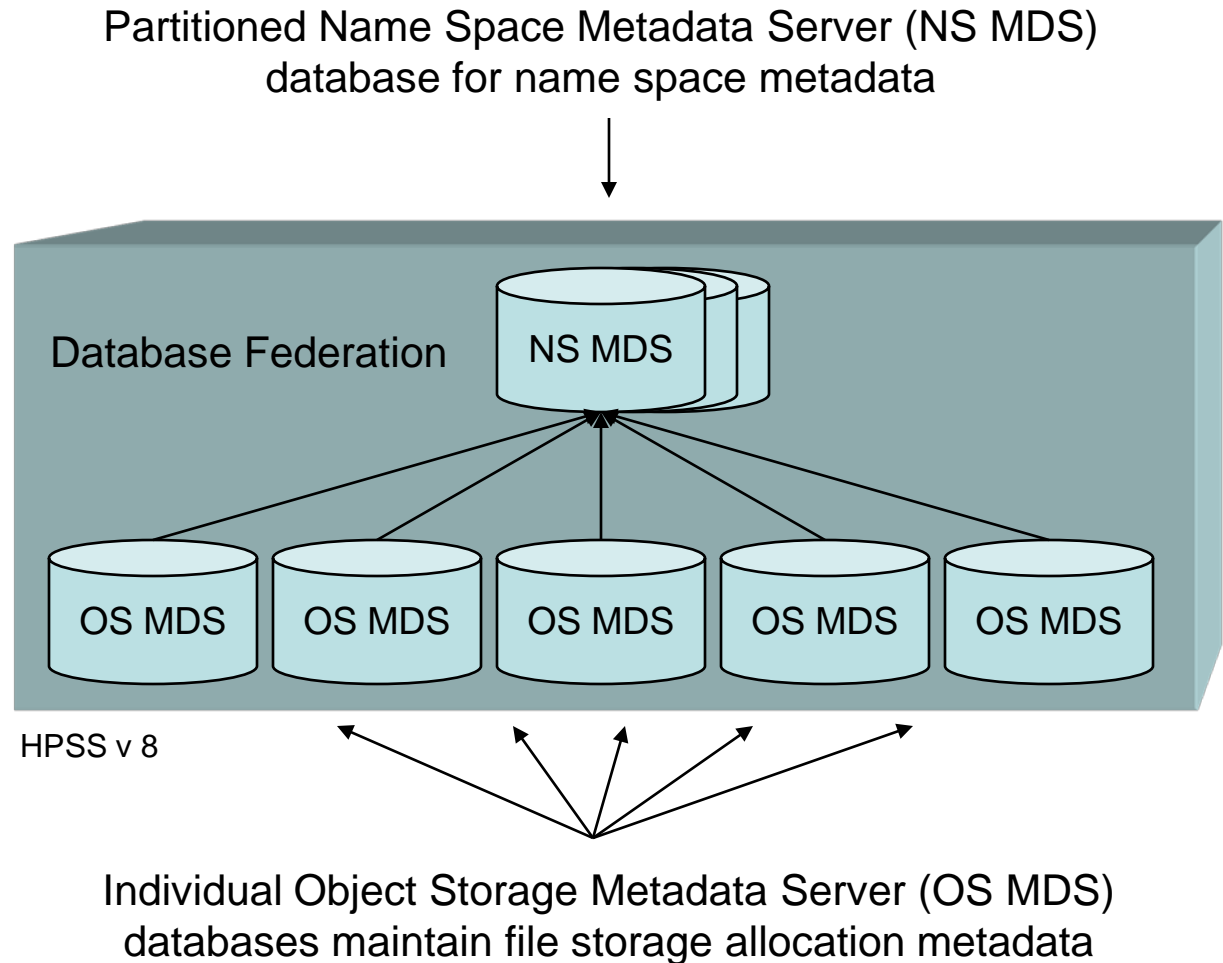 Partitioned Name Space Metadata Server (NS MDS)
database for name space metadata
Database Federation
NS MDS
OS MDS
OS MDS
OS MDS
OS MDS
OS MDS
HPSS v 8
Individual Object Storage Metadata Server (OS MDS)
databases maintain file storage allocation metadata